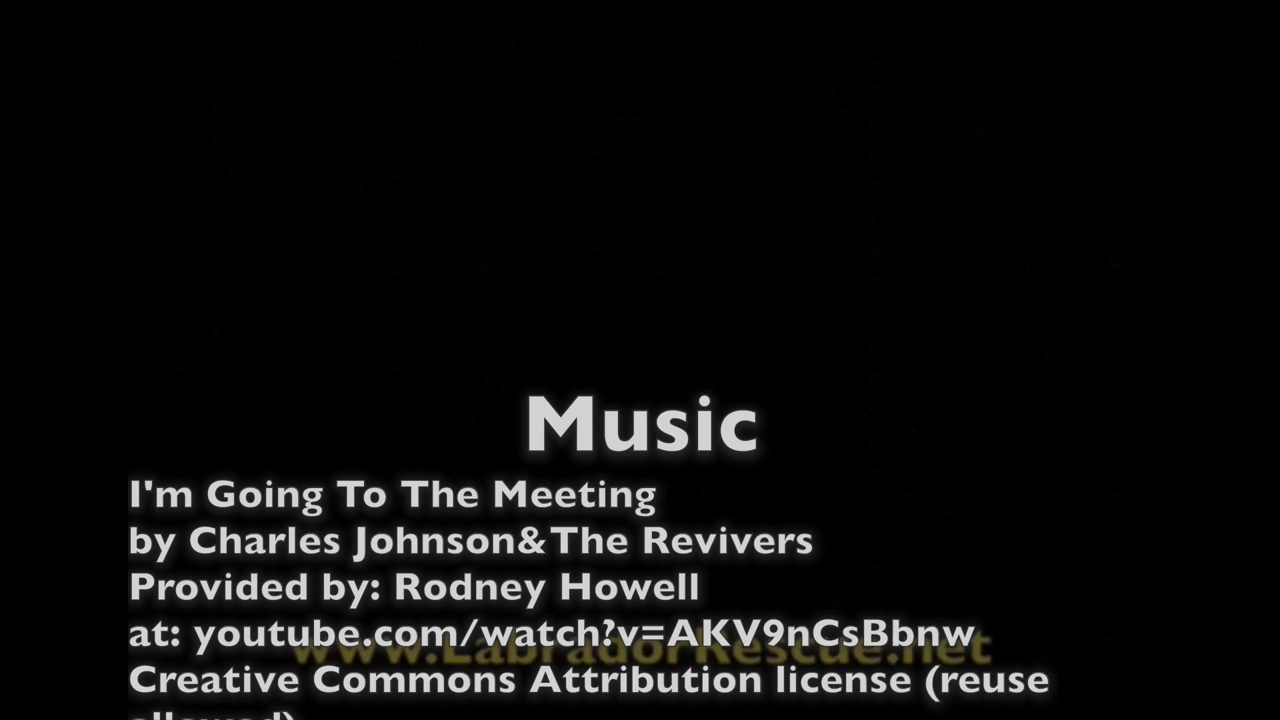 Music
I'm Going To The Meeting
by Charles Johnson&The Revivers
Provided by: Rodney Howell
at: youtube.com/watch?v=AKV9nCsBbnw
www.LabradorRescue.net
Creative Commons Attribution license (reuse
allowed)